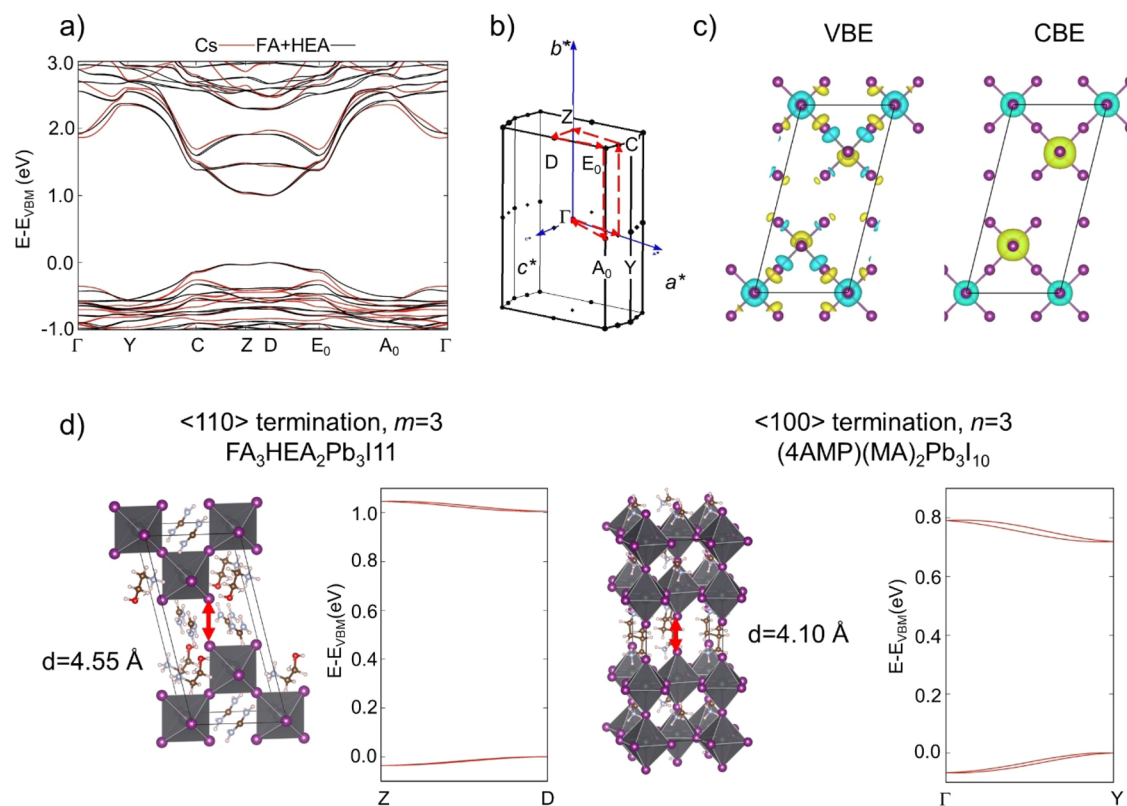 a)
Cs FA+HEA
3.0
2.0
1.0
0.0
-1.0
E-E_VBM (eV)
Γ Y C Z D E₀ A₀ Γ
b)
b*
Z
C
D
E₀
Γ
A₀
Y
c*
a*
c)
VBE
CBE
d)
<110> termination, m=3
FA₃HEA₂Pb₃I11
d=4.55 Å
1.0
0.8
0.6
0.4
0.2
0.0
E-E_VBM(eV)
Z D
<100> termination, n=3
(4AMP)(MA)₂Pb₃I₁₀
d=4.10 Å
0.8
0.6
0.4
0.2
0.0
E-E_VBM(eV)
Γ Y